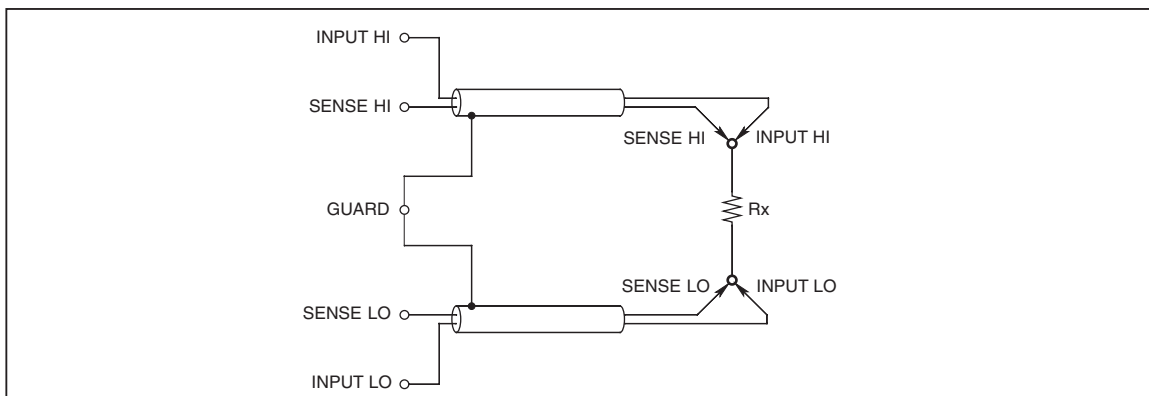 INPUT HI
SENSE HI
SENSE HI
INPUT HI
GUARD
Rx
SENSE LO
INPUT LO
SENSE LO
INPUT LO